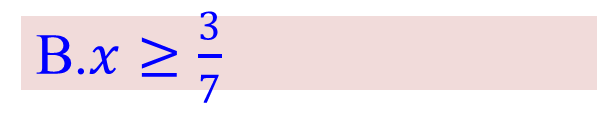 B. x ≥ 3/7